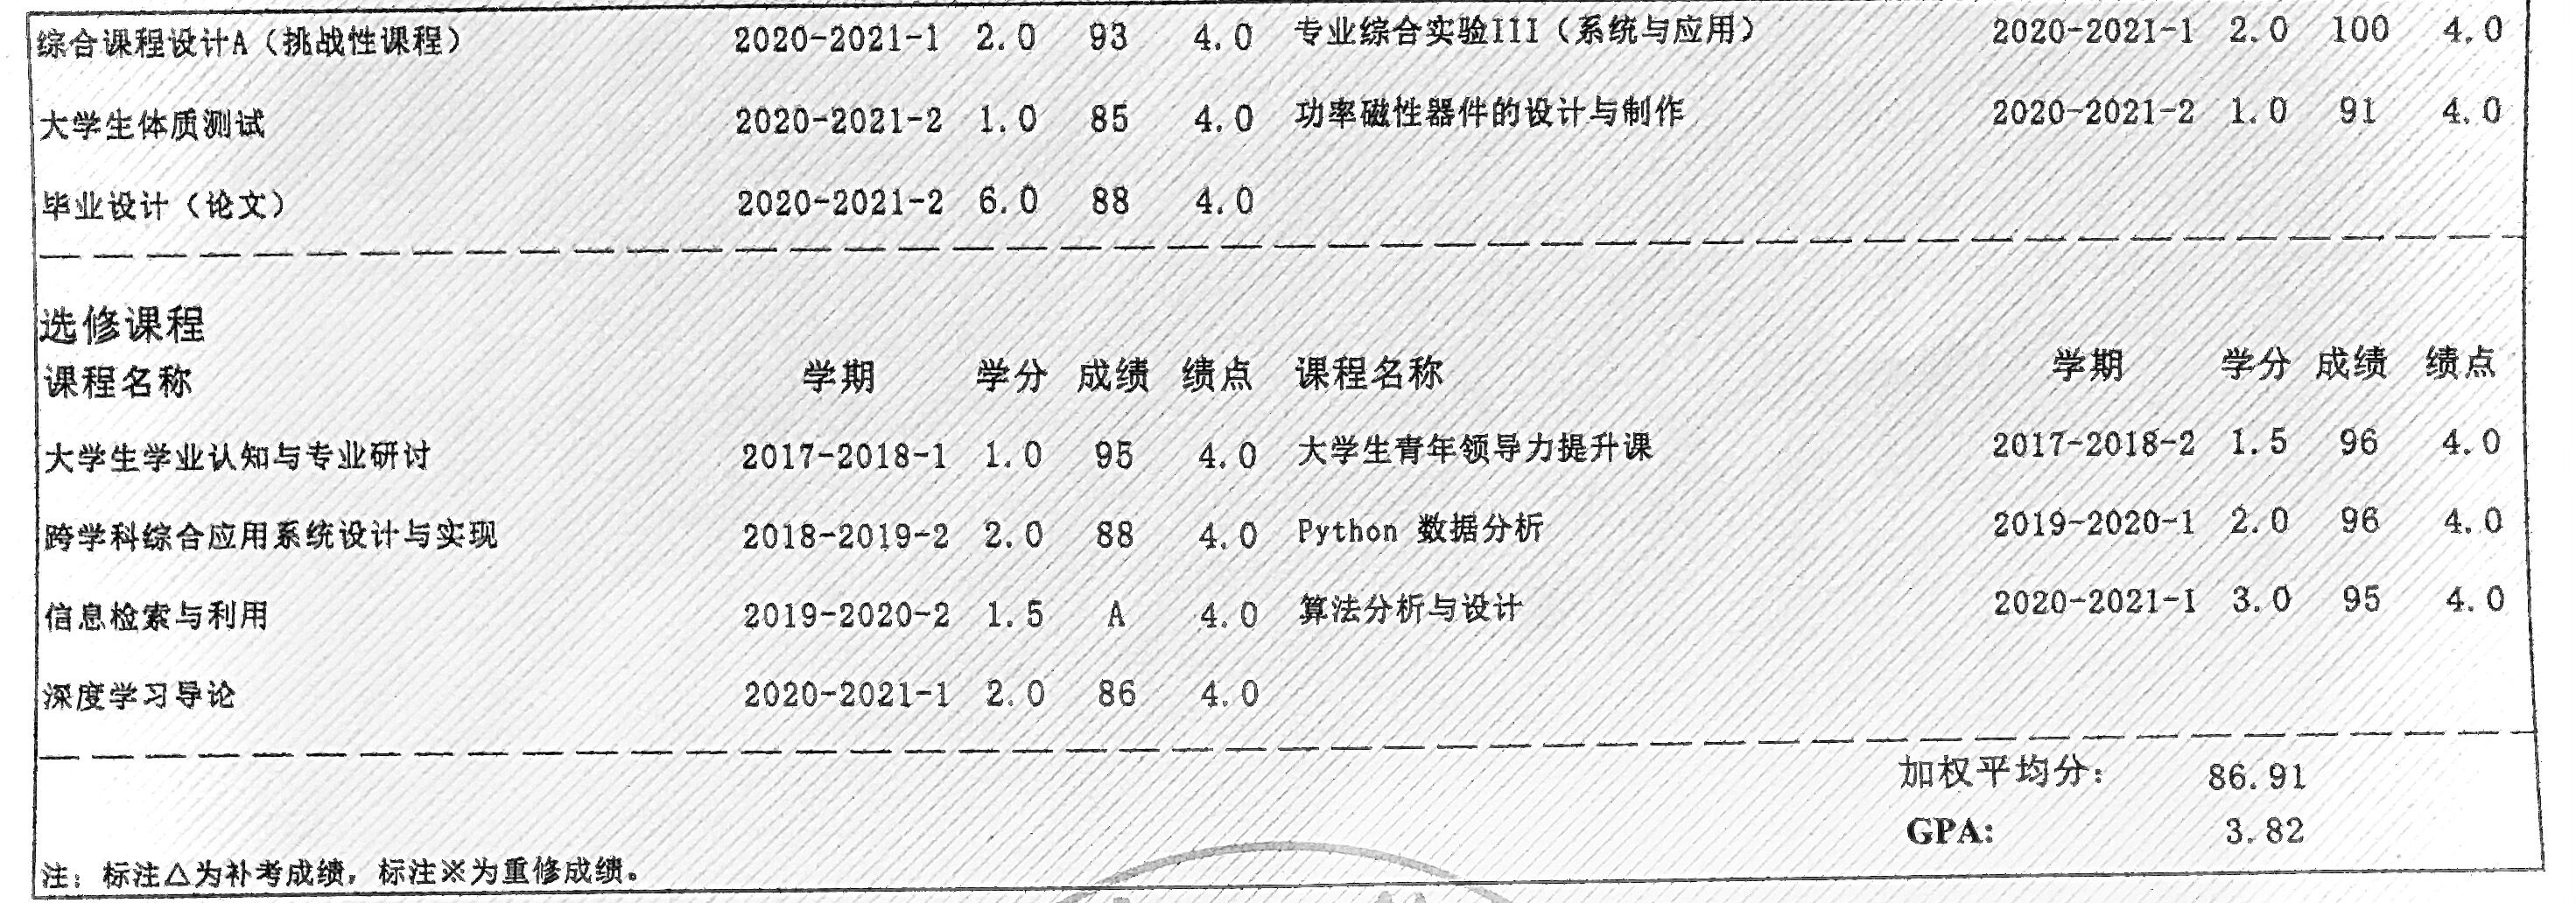 综合课程设计A（挑战性课程） 2020-2021-1 2.0 93 4.0 专业综合实验III（系统与应用） 2020-2021-1 2.0 100 4.0
大学生体质测试 2020-2021-2 1.0 85 4.0 功率磁性器件的设计与制作 2020-2021-2 1.0 91 4.0
毕业设计（论文） 2020-2021-2 6.0 88 4.0
选修课程
课程名称 学期 学分 成绩 绩点 课程名称 学期 学分 成绩 绩点
大学生学业认知与专业研讨 2017-2018-1 1.0 95 4.0 大学生青年领导力提升课 2017-2018-2 1.5 96 4.0
跨学科综合应用系统设计与实现 2018-2019-2 2.0 88 4.0 Python 数据分析 2019-2020-1 2.0 96 4.0
信息检索与利用 2019-2020-2 1.5 A 4.0 算法分析与设计 2020-2021-1 3.0 95 4.0
深度学习导论 2020-2021-1 2.0 86 4.0
加权平均分： 86.91
GPA: 3.82
注：标注△为补考成绩，标注※为重修成绩。